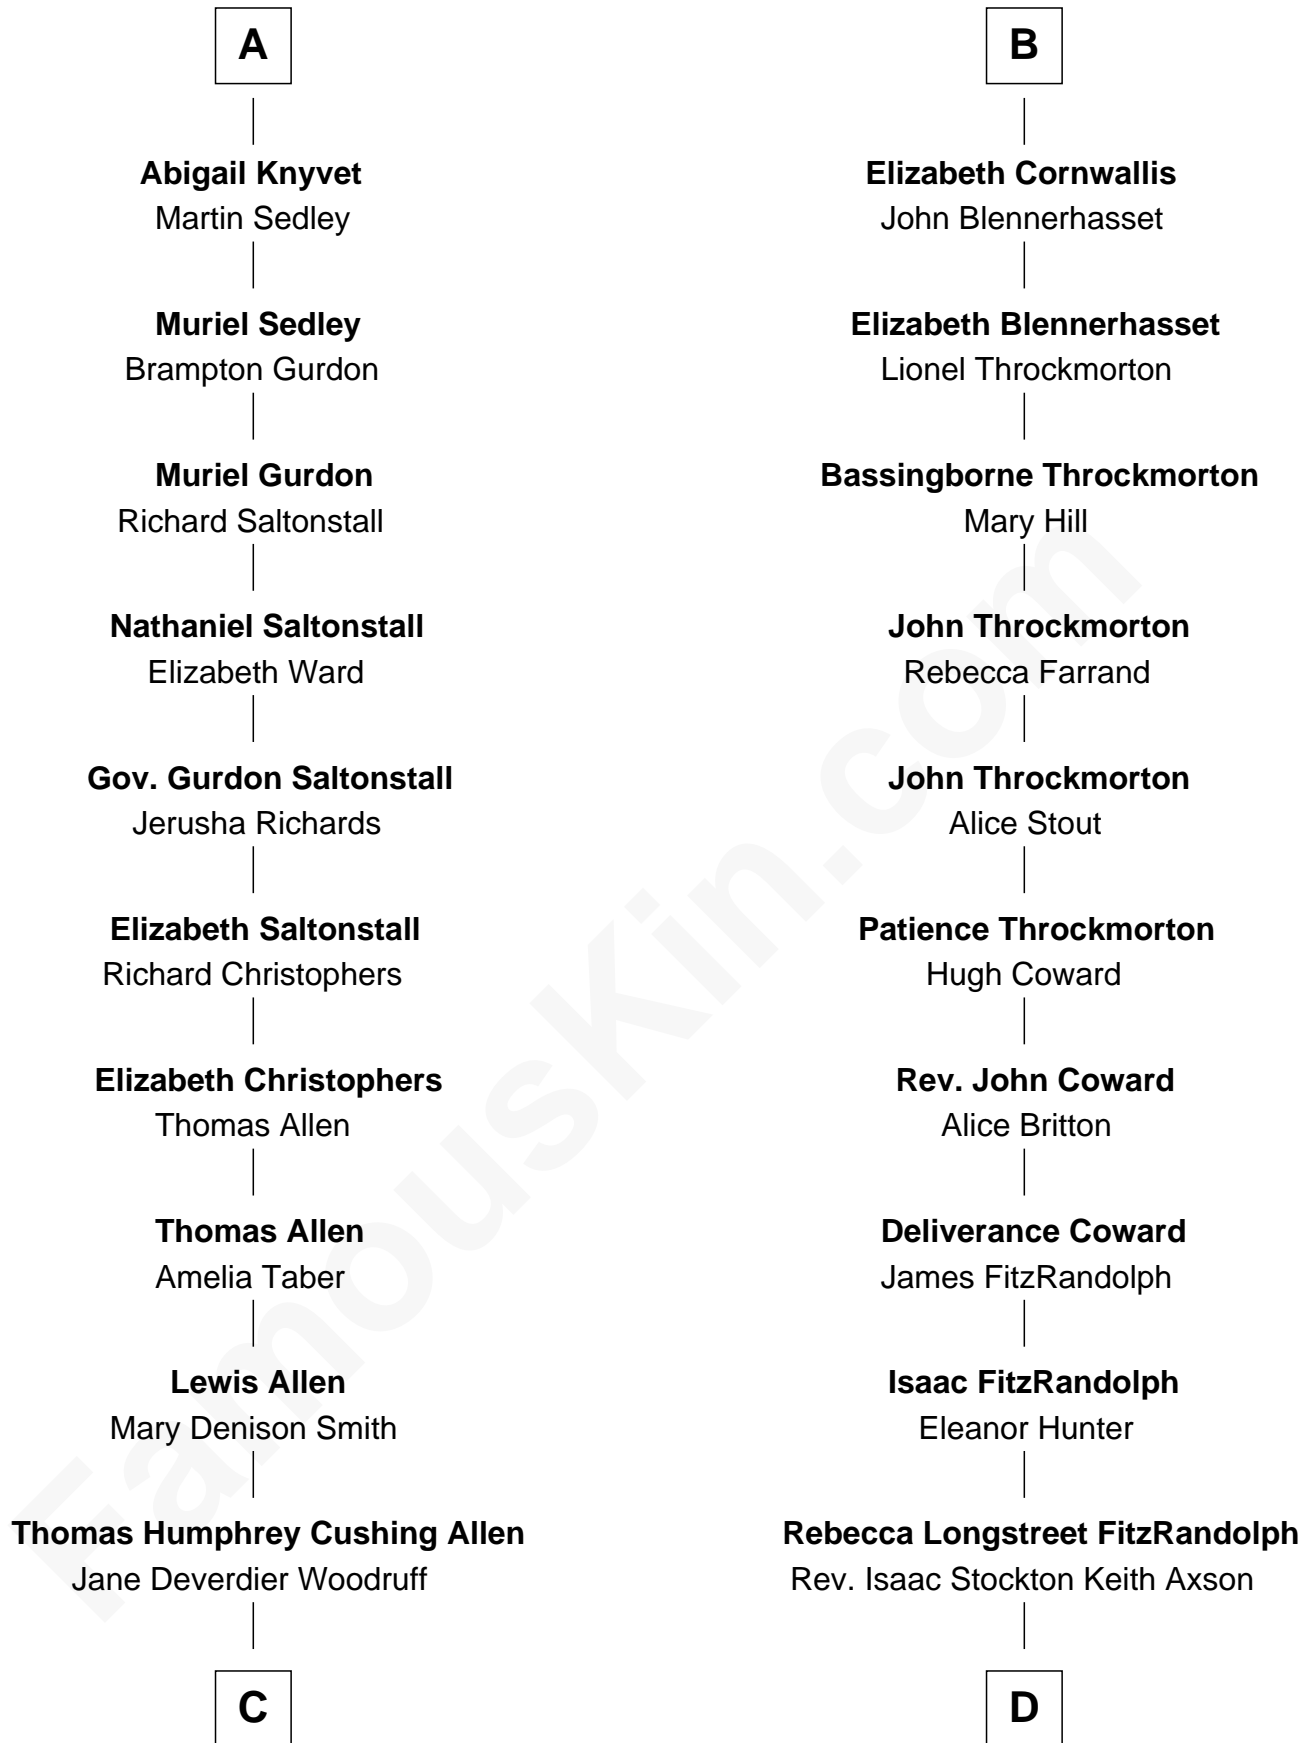 A
Abigail Knyvet
Martin Sedley
Muriel Sedley
Brampton Gurdon
Muriel Gurdon
Richard Saltonstall
Nathaniel Saltonstall
Elizabeth Ward
Gov. Gurdon Saltonstall
Jerusha Richards
Elizabeth Saltonstall
Richard Christophers
Elizabeth Christophers
Thomas Allen
Thomas Allen
Amelia Taber
Lewis Allen
Mary Denison Smith
Thomas Humphrey Cushing Allen
Jane Deverdier Woodruff
C
B
Elizabeth Cornwallis
John Blennerhasset
Elizabeth Blennerhasset
Lionel Throckmorton
Bassingborne Throckmorton
Mary Hill
John Throckmorton
Rebecca Farrand
John Throckmorton
Alice Stout
Patience Throckmorton
Hugh Coward
Rev. John Coward
Alice Britton
Deliverance Coward
James FitzRandolph
Isaac FitzRandolph
Eleanor Hunter
Rebecca Longstreet FitzRandolph
Rev. Isaac Stockton Keith Axson
D
FamousKin.com